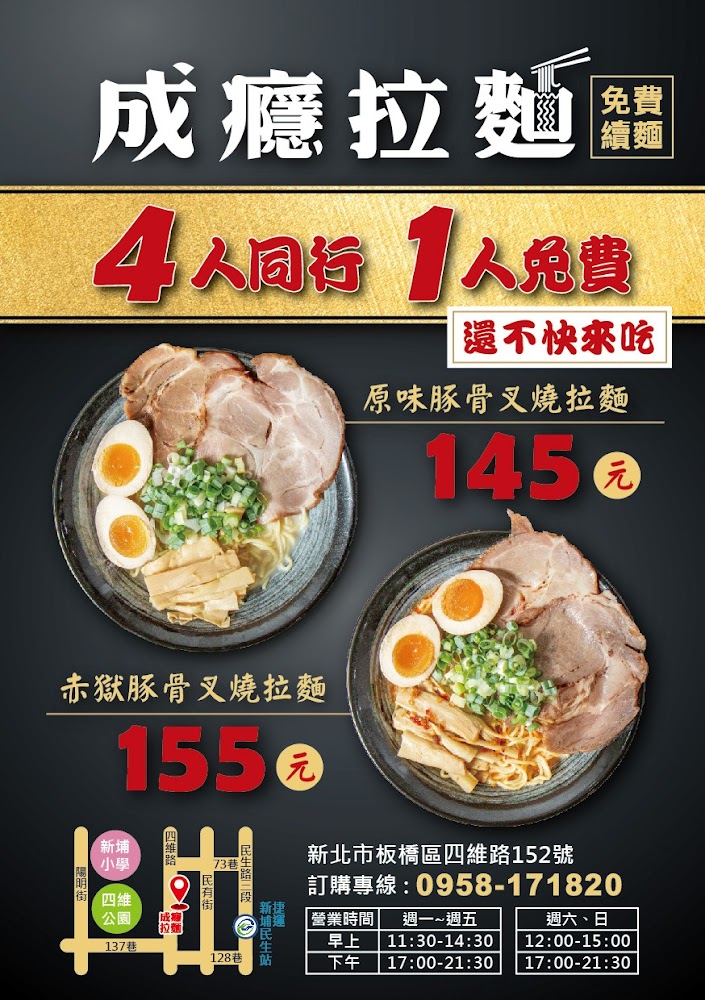 成癮拉麵
免費
續麵
4人同行 1人免費
還不快來吃
原味豚骨叉燒拉麵
145元
赤獄豚骨叉燒拉麵
155元
新埔
小學
四維
公園
陽明街
四維路
73巷
民有街
民生路三段
成癮
拉麵
捷運
新埔民生站
137巷
128巷
新北市板橋區四維路152號
訂購專線:0958-171820
營業時間 週一~週五 週六、日
早上 11:30-14:30 12:00-15:00
下午 17:00-21:30 17:00-21:30